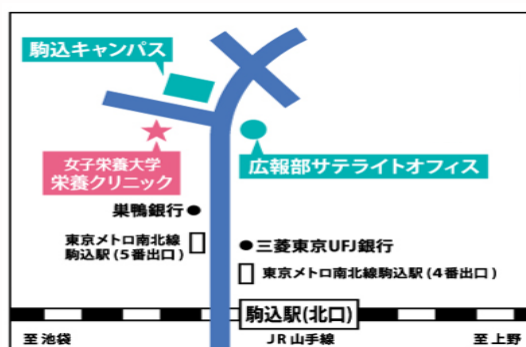 駒込キャンパス
女子栄養大学
栄養クリニック
広報部サテライトオフィス
巣鴨銀行●
東京メトロ南北線
駒込駅(5番出口)
●三菱東京UFJ銀行
東京メトロ南北線駒込駅(4番出口)
駒込駅(北口)
至池袋
JR山手線
至上野